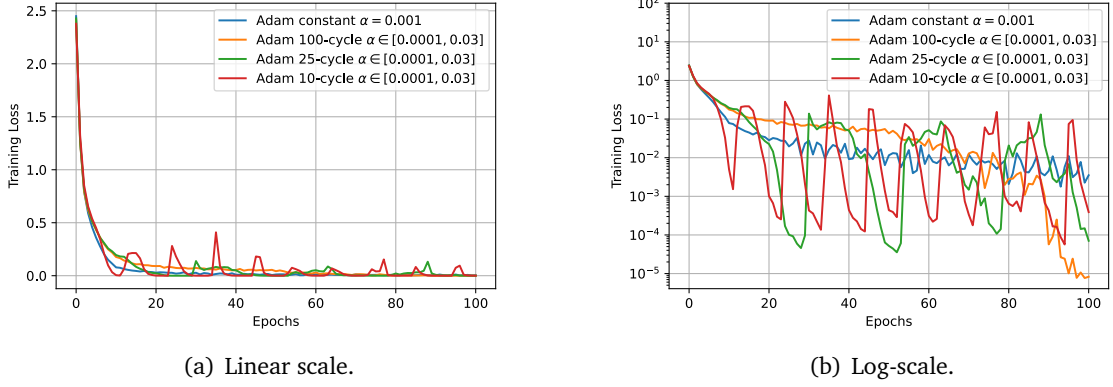 2.5
2.0
1.5
1.0
0.5
0.0
Training Loss
0 20 40 60 80 100
Epochs
Adam constant α = 0.001
Adam 100-cycle α ∈ [0.0001, 0.03]
Adam 25-cycle α ∈ [0.0001, 0.03]
Adam 10-cycle α ∈ [0.0001, 0.03]
(a) Linear scale.
10²
10¹
10⁰
10⁻¹
10⁻²
10⁻³
10⁻⁴
10⁻⁵
Training Loss
0 20 40 60 80 100
Epochs
Adam constant α = 0.001
Adam 100-cycle α ∈ [0.0001, 0.03]
Adam 25-cycle α ∈ [0.0001, 0.03]
Adam 10-cycle α ∈ [0.0001, 0.03]
(b) Log-scale.